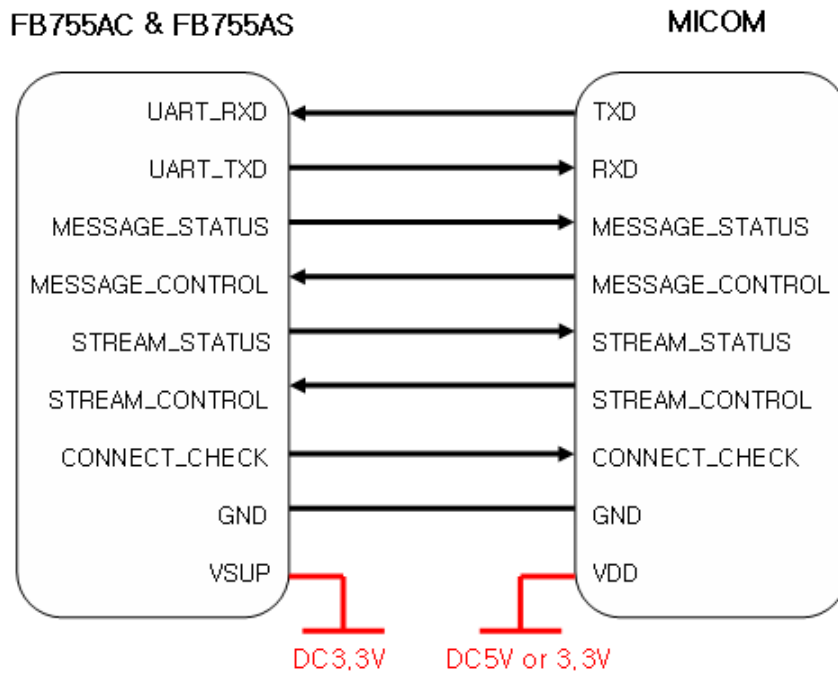 FB755AC & FB755AS
MICOM
UART_RXD
TXD
UART_TXD
RXD
MESSAGE_STATUS
MESSAGE_STATUS
MESSAGE_CONTROL
MESSAGE_CONTROL
STREAM_STATUS
STREAM_STATUS
STREAM_CONTROL
STREAM_CONTROL
CONNECT_CHECK
CONNECT_CHECK
GND
GND
VSUP
VDD
DC3,3V
DC5V or 3,3V